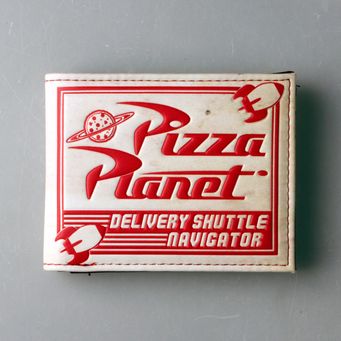 Pizza
Planet
DELIVERY SHUTTLE
NAVIGATOR